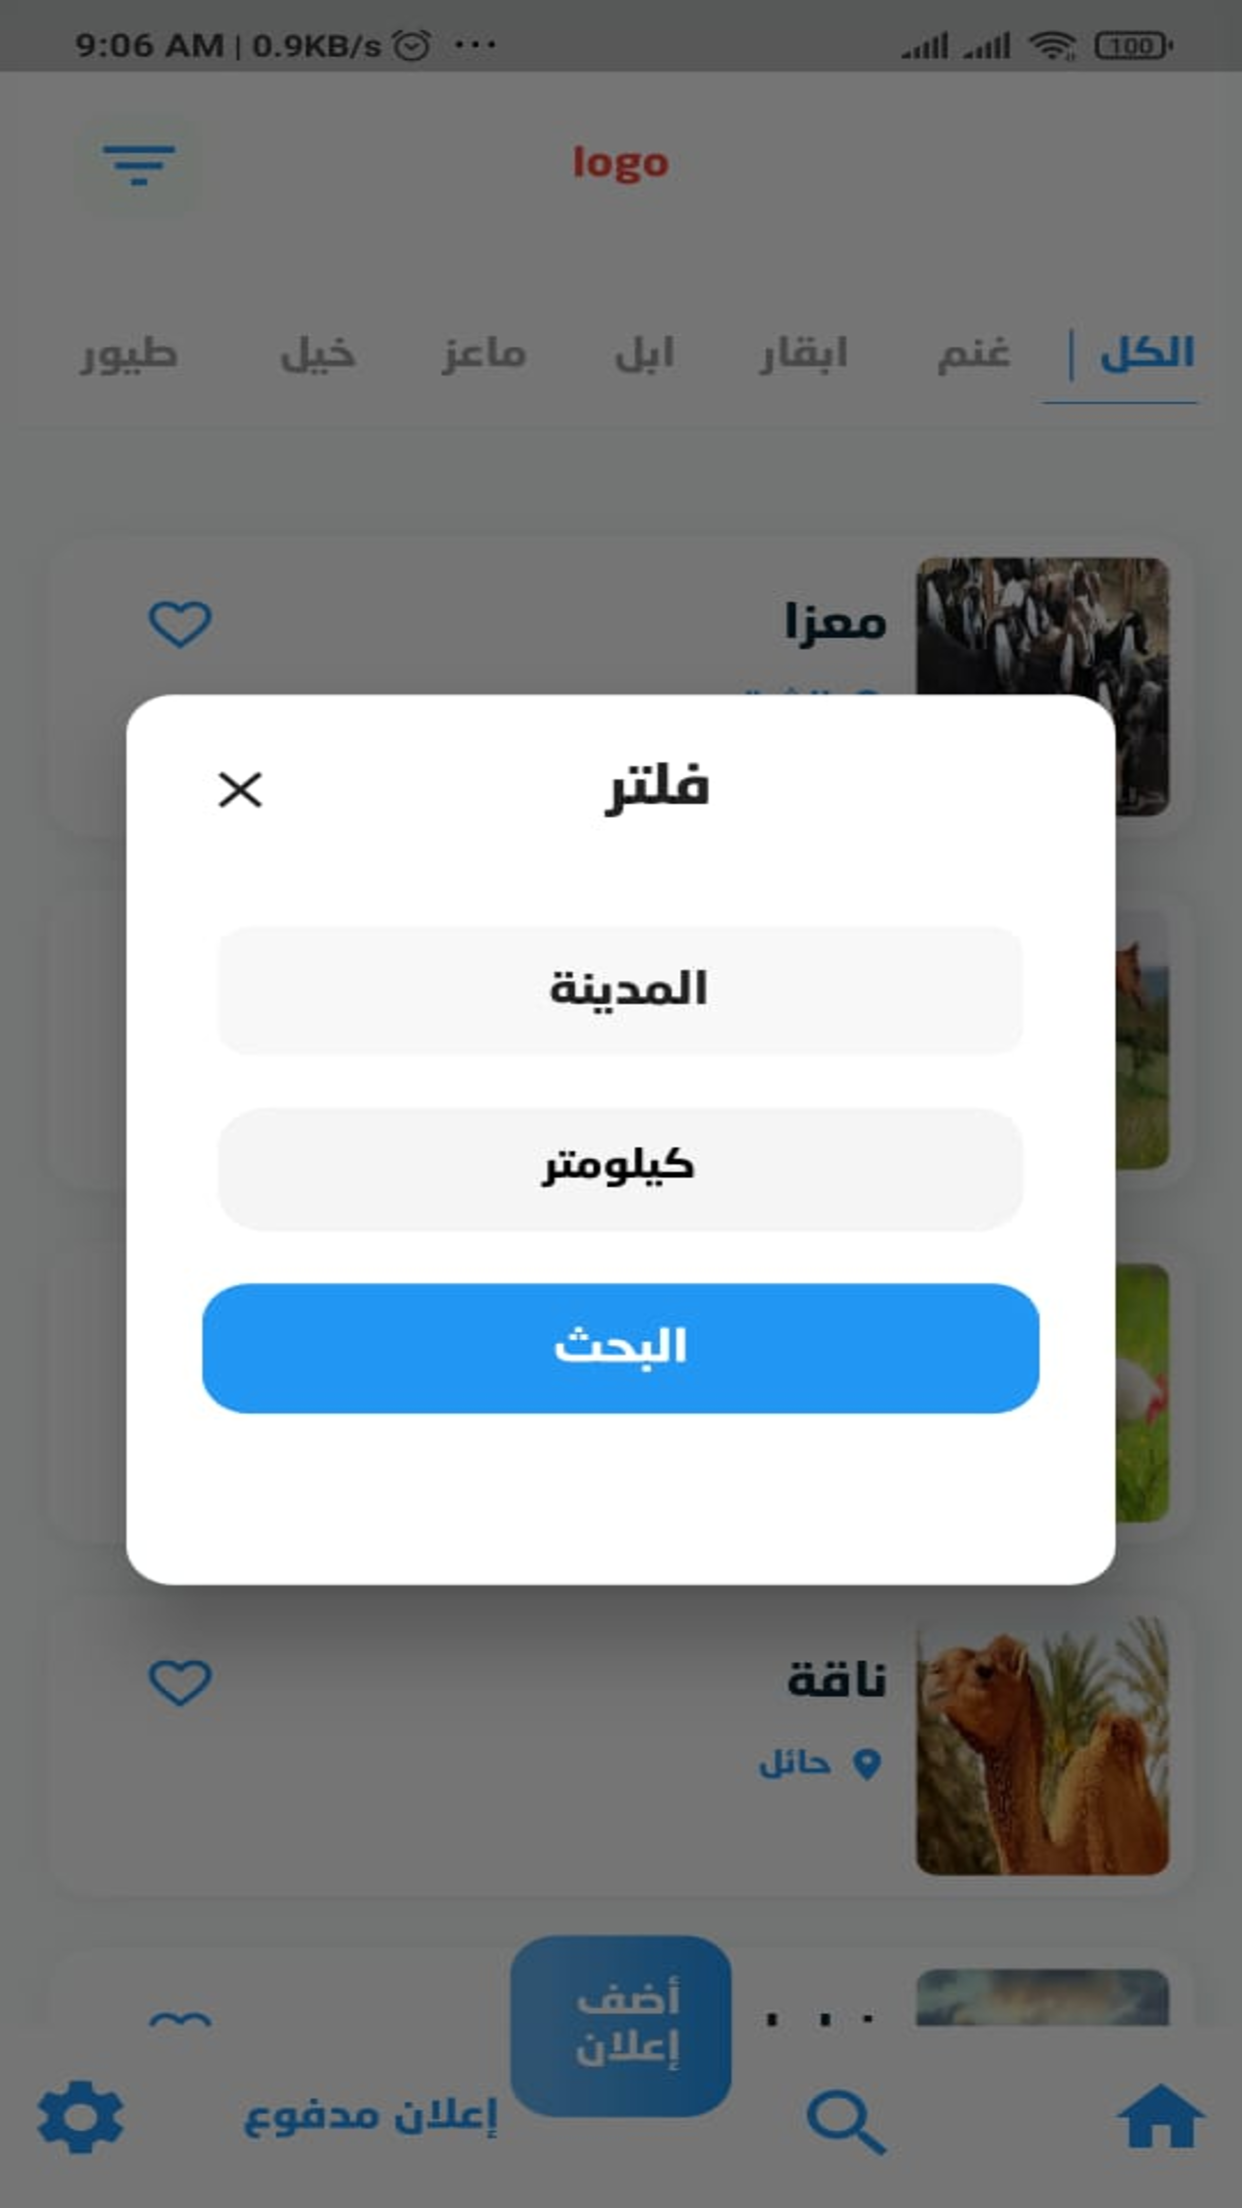 9:06 AM | 0.9KB/s ...
100
logo
الكل | غنم ابقار ابل ماعز خيل طيور
معزا
فلتر
المدينة
كيلومتر
البحث
ناقة
حائل
أضف
إعلان
إعلان مدفوع